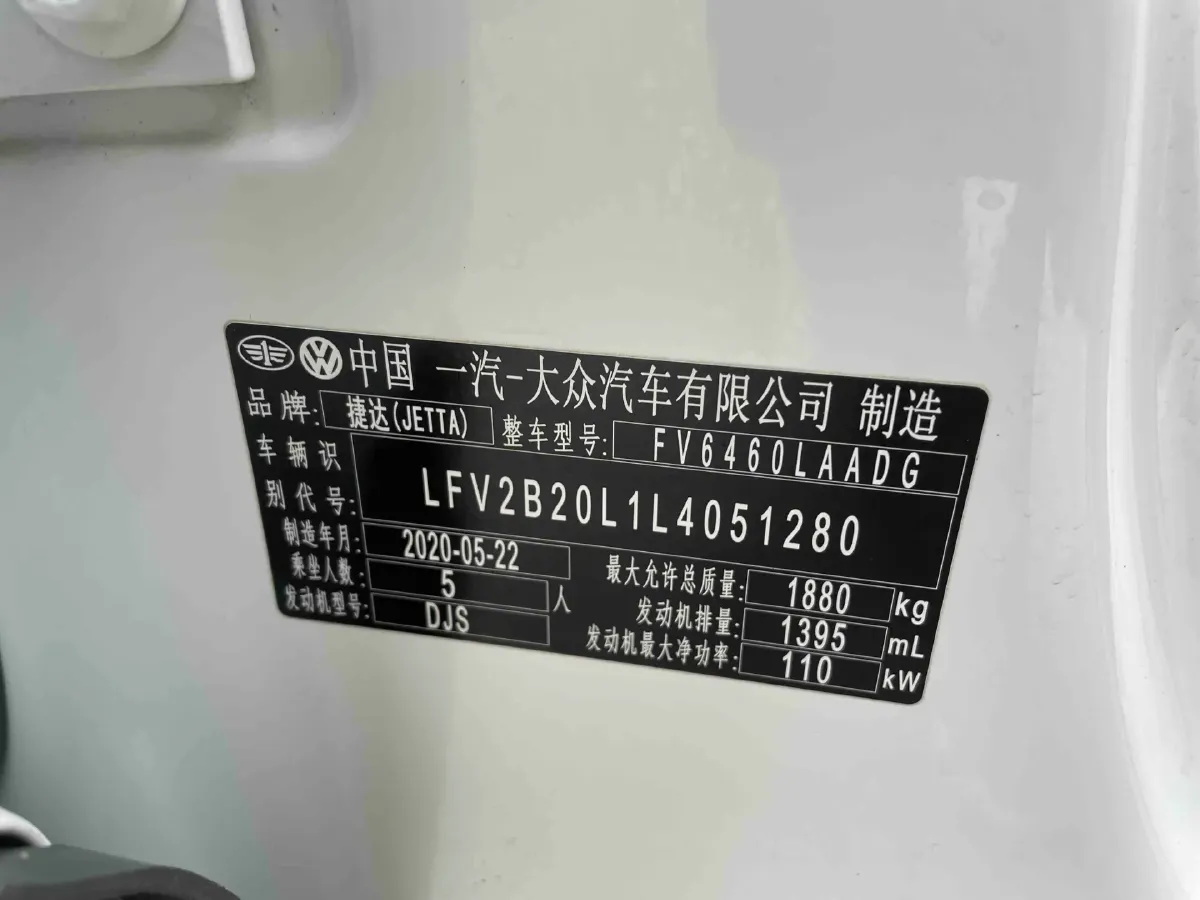 中国 一汽-大众汽车有限公司 制造
品牌: 捷达(JETTA) 整车型号: FV6460LAADG
车辆识别代号: LFV2B20L1L4051280
制造年月: 2020-05-22 最大允许总质量: 1880 kg
乘坐人数: 5 人 发动机排量: 1395 mL
发动机型号: DJS 发动机最大净功率: 110 kW